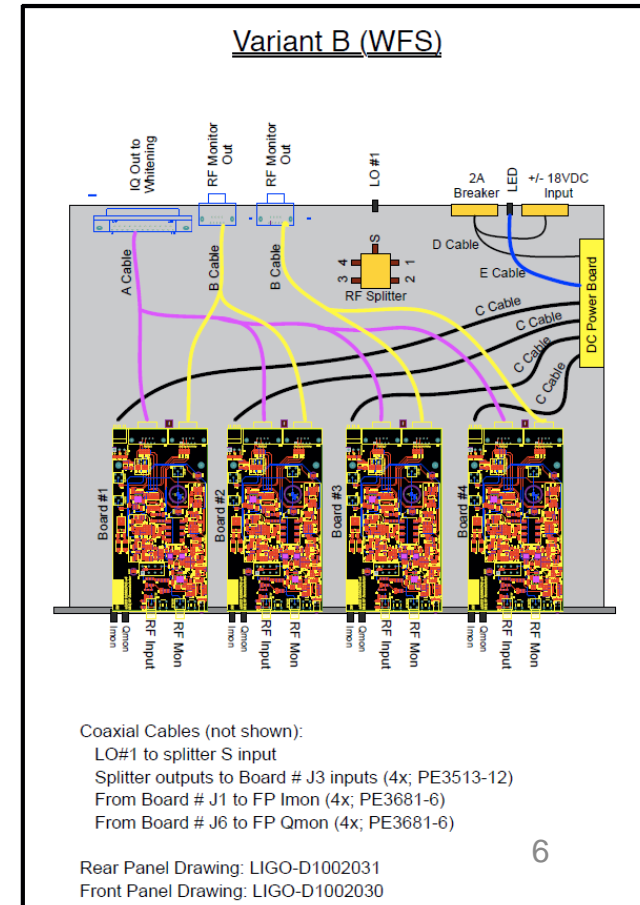 Variant B (WFS)
IQ Out to
Whitening
RF Monitor
Out
RF Monitor
Out
LO #1
2A
Breaker
LED
+/- 18VDC
Input
A Cable
B Cable
B Cable
S
4
1
3
2
RF Splitter
D Cable
E Cable
DC Power Board
C Cable
C Cable
C Cable
C Cable
Board #1
Board #2
Board #3
Board #4
Imon
Qmon
RF Input
RF Mon
Imon
Qmon
RF Input
RF Mon
Imon
Qmon
RF Input
RF Mon
Imon
Qmon
RF Input
RF Mon
Coaxial Cables (not shown):
LO#1 to splitter S input
Splitter outputs to Board # J3 inputs (4x; PE3513-12)
From Board # J1 to FP Imon (4x; PE3681-6)
From Board # J6 to FP Qmon (4x; PE3681-6)
Rear Panel Drawing: LIGO-D1002031
Front Panel Drawing: LIGO-D1002030
6